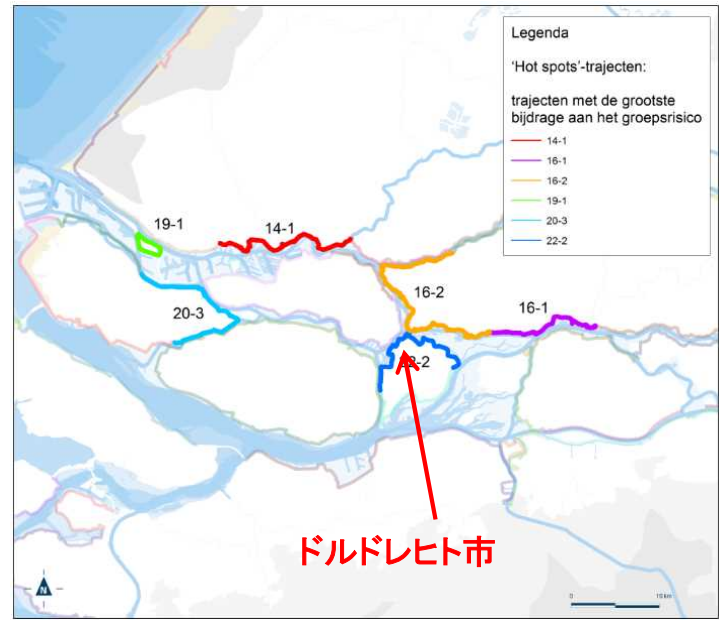 Legenda
'Hot spots'-trajecten:
trajecten met de grootste
bijdrage aan het groepsrisico
14-1
16-1
16-2
19-1
20-3
22-2
19-1
14-1
16-2
16-1
20-3
22-2
ドルドレヒト市
N
0 10 km